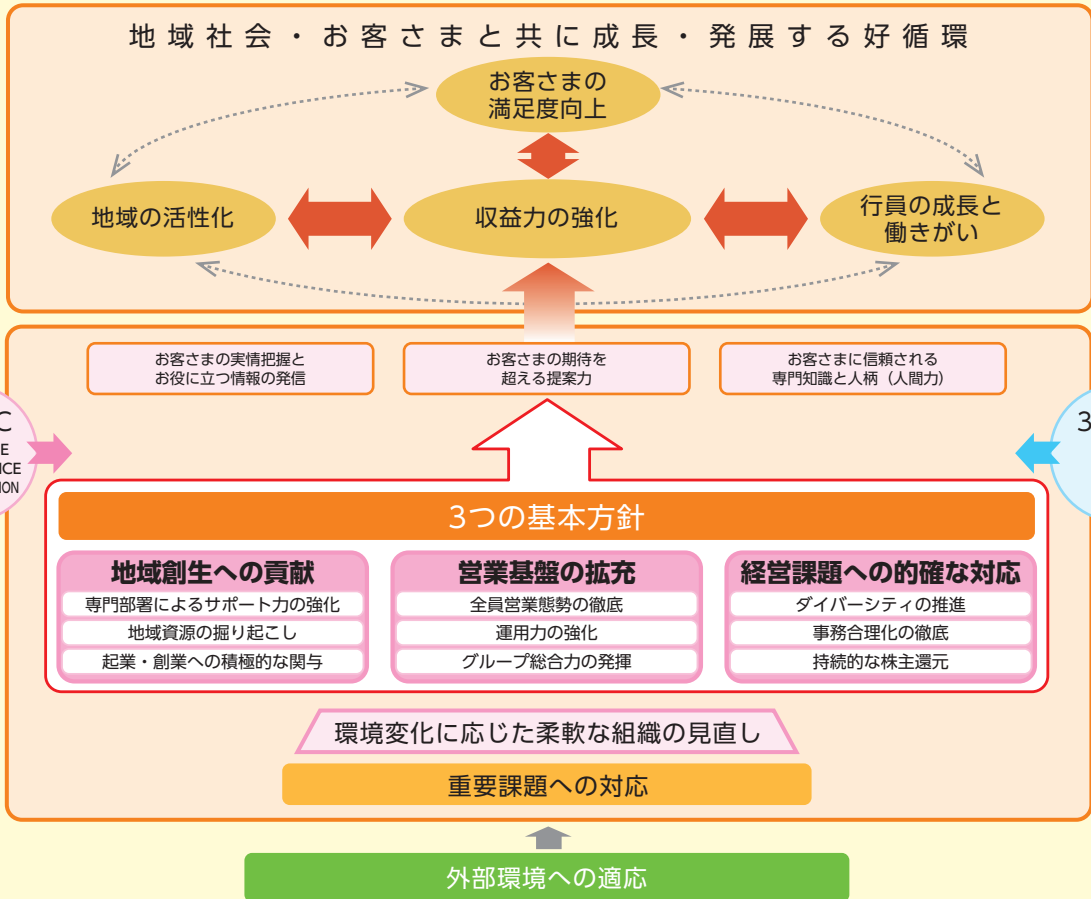 地域社会・お客さまと共に成長・発展する好循環
お客さまの
満足度向上
地域の活性化
収益力の強化
行員の成長と
働きがい
お客さまの実情把握と
お役に立つ情報の発信
お客さまの期待を
超える提案力
お客さまに信頼される
専門知識と人柄（人間力）
C
E
NCE
ION
3
3つの基本方針
地域創生への貢献
専門部署によるサポート力の強化
地域資源の掘り起こし
起業・創業への積極的な関与
営業基盤の拡充
全員営業態勢の徹底
運用力の強化
グループ総合力の発揮
経営課題への的確な対応
ダイバーシティの推進
事務合理化の徹底
持続的な株主還元
環境変化に応じた柔軟な組織の見直し
重要課題への対応
外部環境への適応